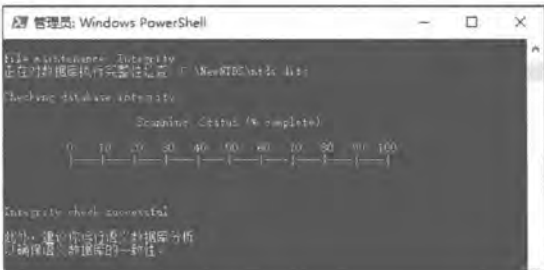 管理员: Windows PowerShell
file maintenance: Integrity
正在对数据库执行完整性检查: F:\NewNTDS\ntds.dit:
Checking database integrity
Scanning Status (% complete)
0 10 20 30 40 50 60 70 80 90 100
|----|----|----|----|----|----|----|----|----|----|
Integrity check successful
此外，建议你运行语义数据库分析
以确保语义数据库的一致性。